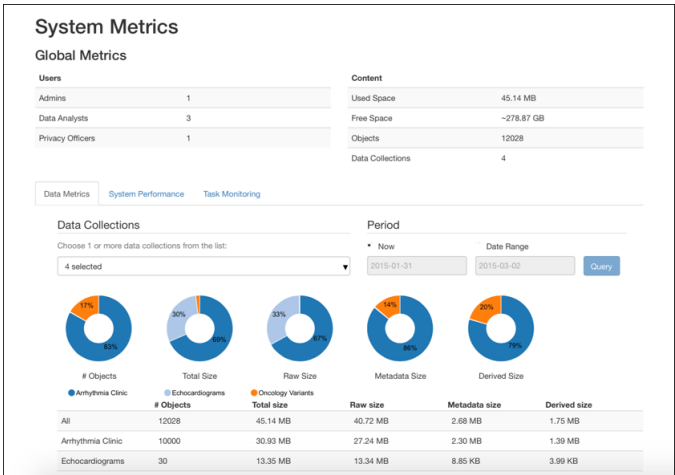 System Metrics
Global Metrics
Users
Admins 1
Data Analysts 3
Privacy Officers 1
Content
Used Space 45.14 MB
Free Space ~278.87 GB
Objects 12028
Data Collections 4
Data Metrics System Performance Task Monitoring
Data Collections
Choose 1 or more data collections from the list:
4 selected
Period
Now Date Range
2015-01-31 2015-03-02 Query
17% 83%
30% 69%
33% 67%
14% 86%
20% 79%
# Objects Total Size Raw Size Metadata Size Derived Size
Arrhythmia Clinic Echocardiograms Oncology Variants
# Objects Total size Raw size Metadata size Derived size
All 12028 45.14 MB 40.72 MB 2.68 MB 1.75 MB
Arrhythmia Clinic 10000 30.93 MB 27.24 MB 2.30 MB 1.39 MB
Echocardiograms 30 13.35 MB 13.34 MB 8.85 KB 3.99 KB